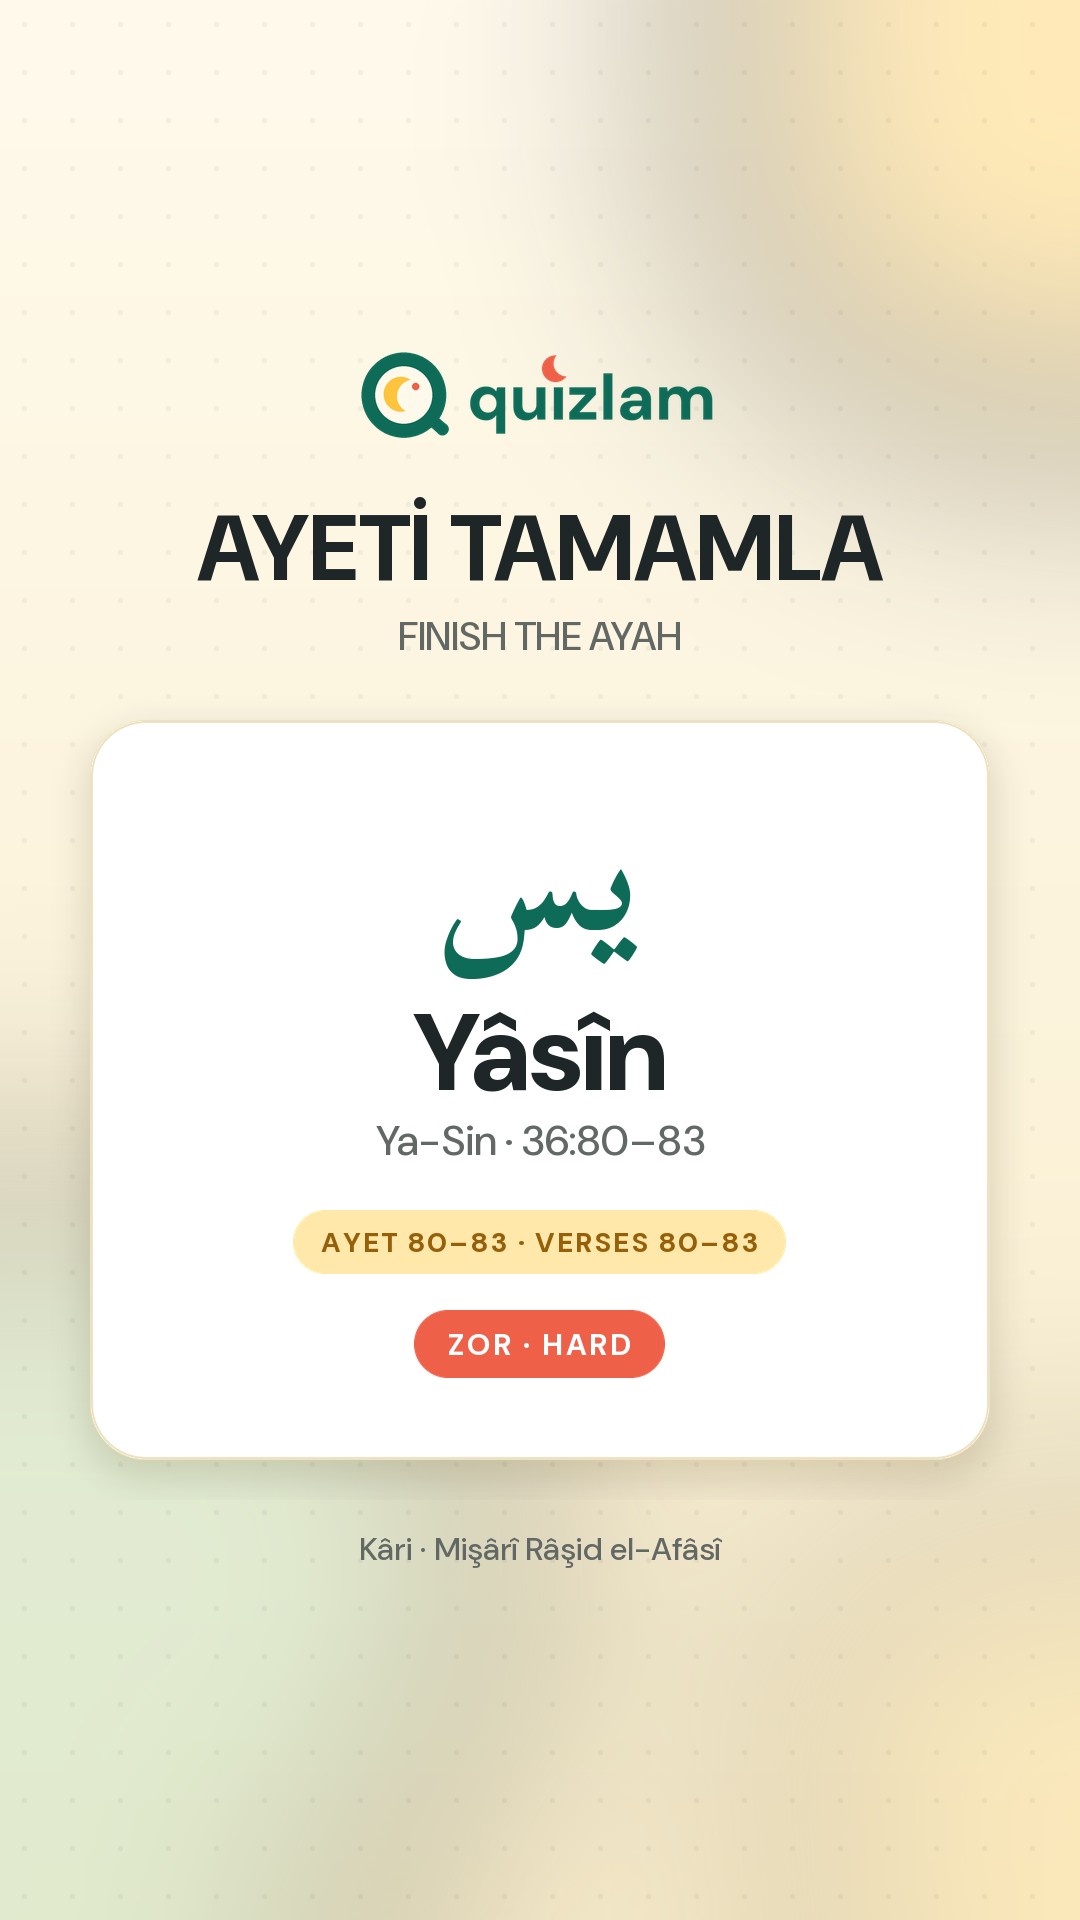 quizlam
AYETİ TAMAMLA
FINISH THE AYAH
يس
Yâsîn
Ya-Sin · 36:80–83
AYET 80–83 · VERSES 80–83
ZOR · HARD
Kâri · Mişârî Râşid el-Afâsî